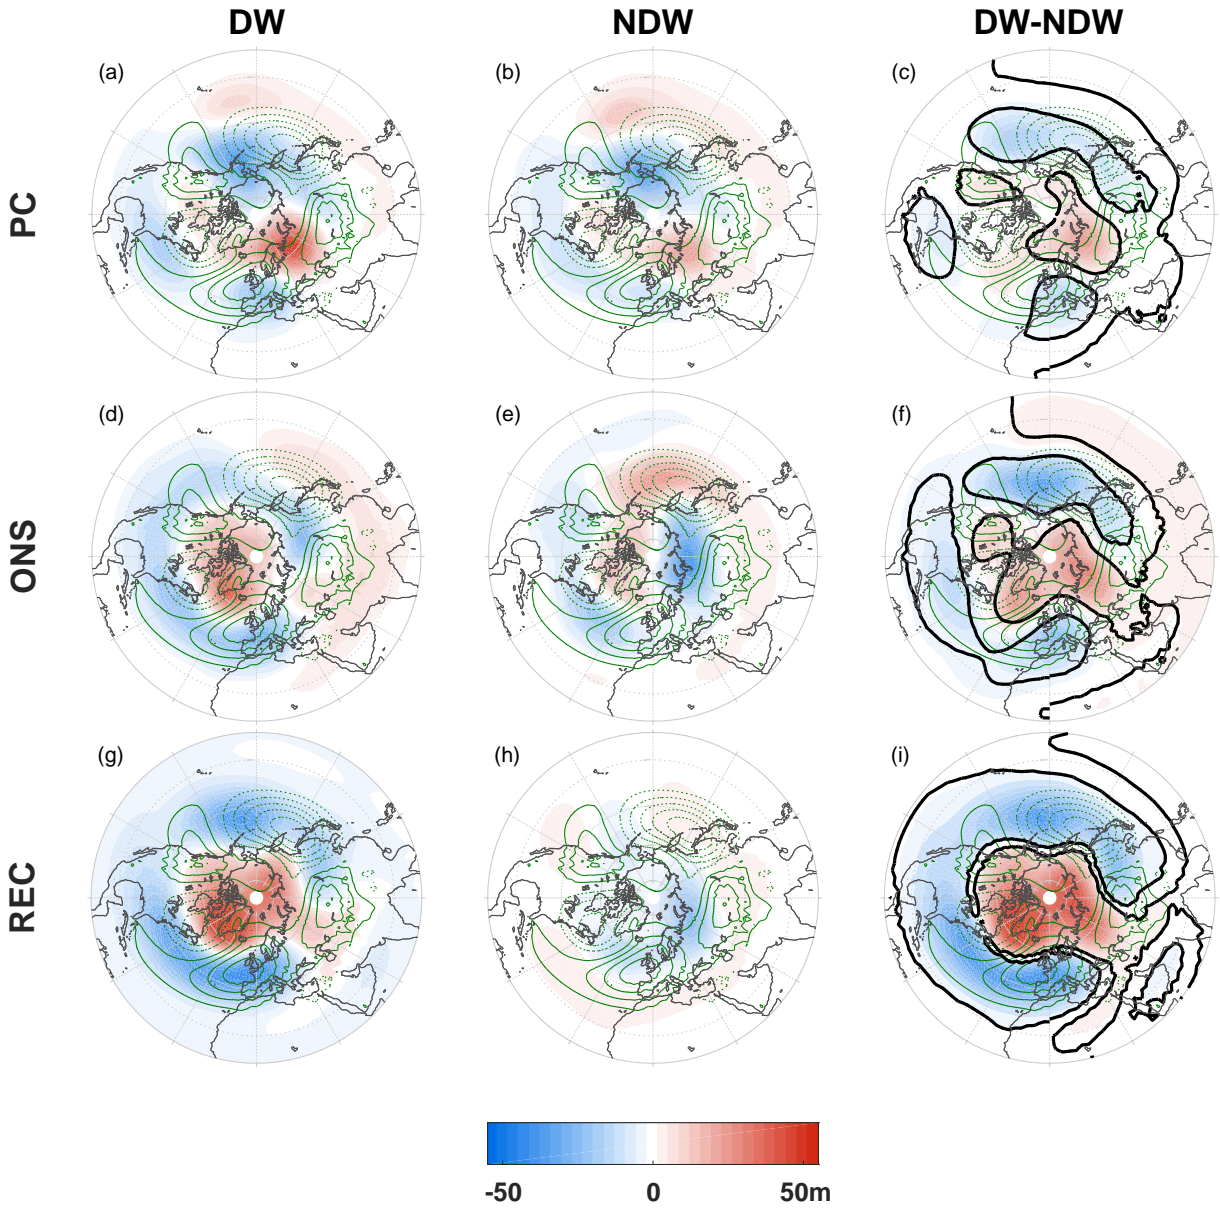 DW NDW DW-NDW
(a) (b) (c)
PC
(d) (e) (f)
ONS
(g) (h) (i)
REC
-50 0 50m